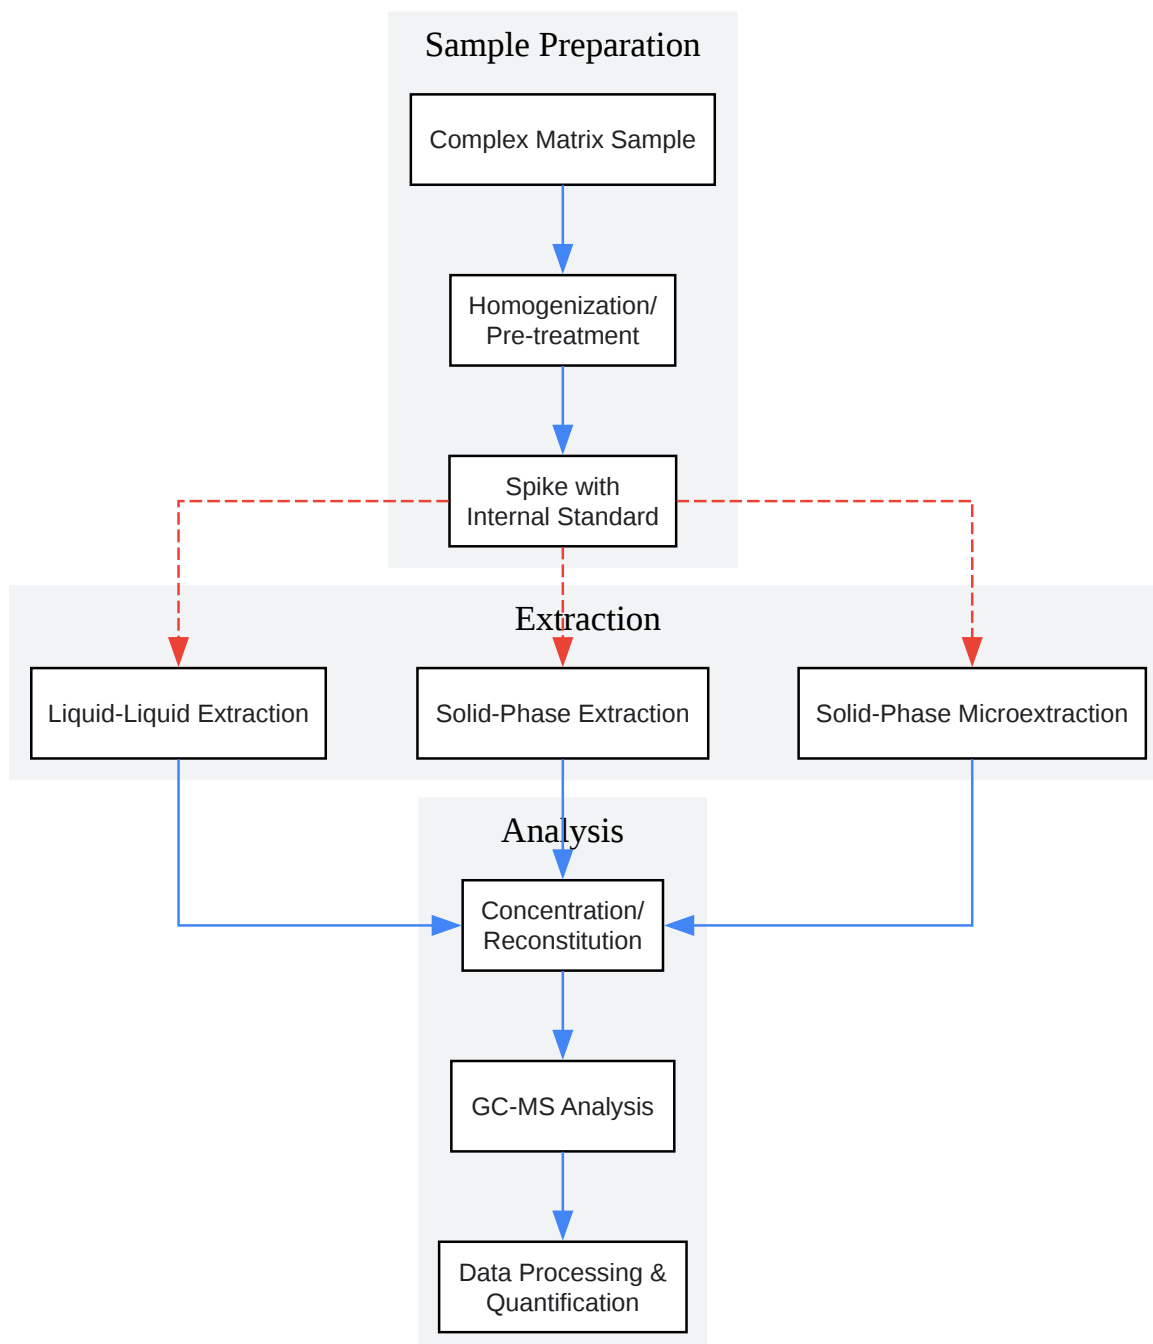 Sample Preparation
Complex Matrix Sample
Homogenization/
Pre-treatment
Spike with
Internal Standard
Extraction
Liquid-Liquid Extraction
Solid-Phase Extraction
Solid-Phase Microextraction
Analysis
Concentration/
Reconstitution
GC-MS Analysis
Data Processing &
Quantification